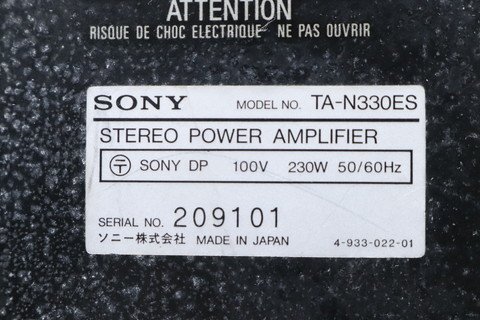 ATTENTION
RISQUE DE CHOC ELECTRIQUE NE PAS OUVRIR
SONY MODEL NO. TA-N330ES
STEREO POWER AMPLIFIER
〒 SONY DP 100V 230W 50/60Hz
SERIAL NO. 209101
ソニー株式会社 MADE IN JAPAN 4-933-022-01